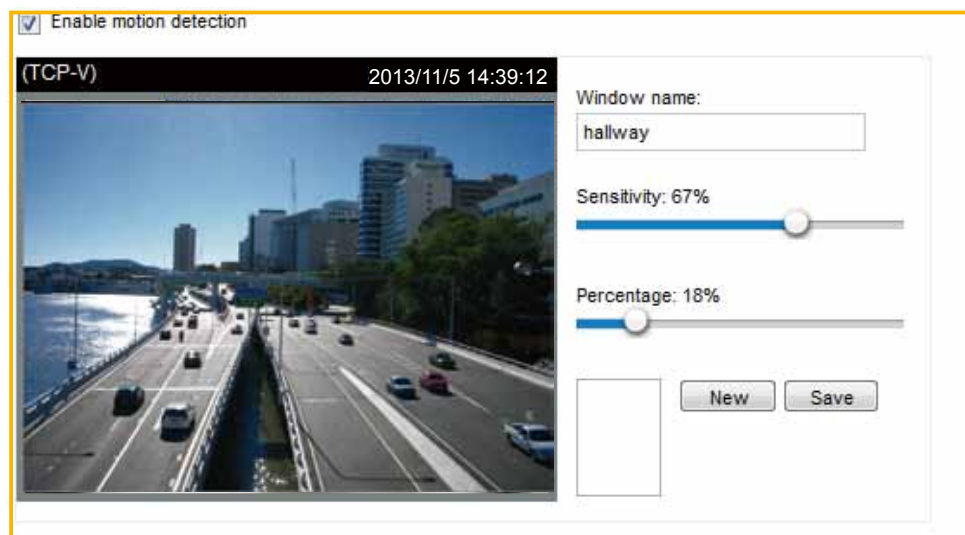 Enable motion detection
(TCP-V) 2013/11/5 14:39:12
Window name:
hallway
Sensitivity: 67%
Percentage: 18%
New Save